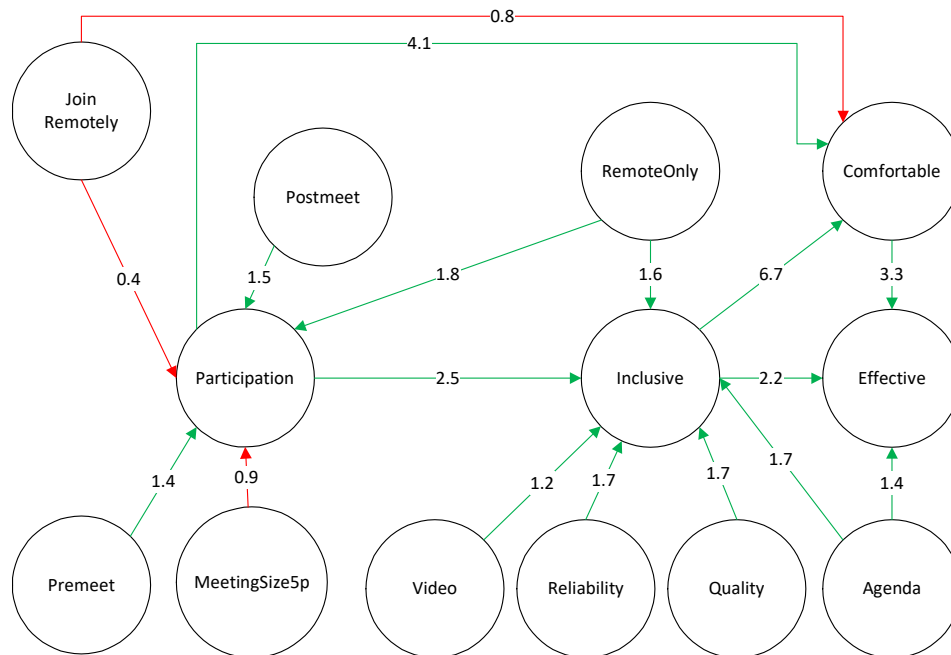 0.8
4.1
Join
Remotely
Postmeet
RemoteOnly
Comfortable
0.4
1.5
1.8
1.6
6.7
3.3
Participation
2.5
Inclusive
2.2
Effective
1.4
0.9
1.2
1.7
1.7
1.7
1.4
Premeet
MeetingSize5p
Video
Reliability
Quality
Agenda